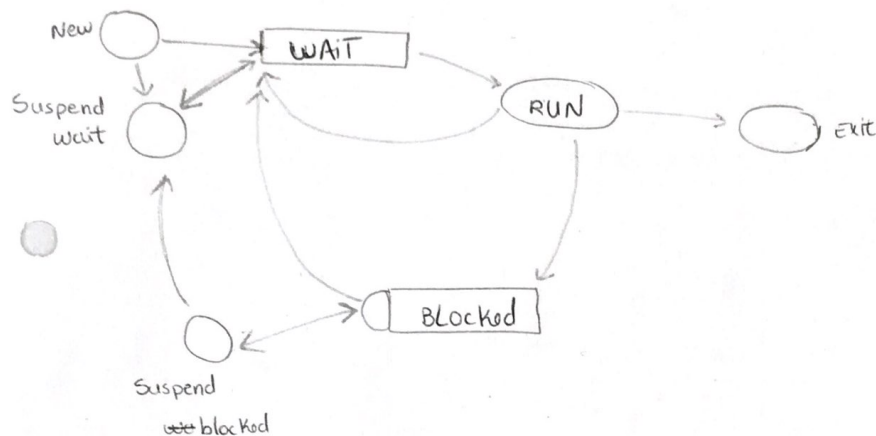 New
WAiT
Suspend
wait
RUN
Exit
BLocked
Suspend
blocked